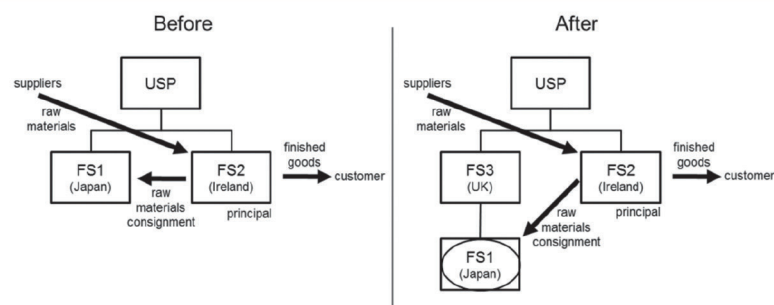 Before
USP
suppliers
raw
materials
FS1
(Japan)
FS2
(Ireland)
finished
goods
customer
raw
materials
consignment
principal
After
USP
suppliers
raw
materials
FS3
(UK)
FS2
(Ireland)
finished
goods
customer
principal
raw
materials
consignment
FS1
(Japan)